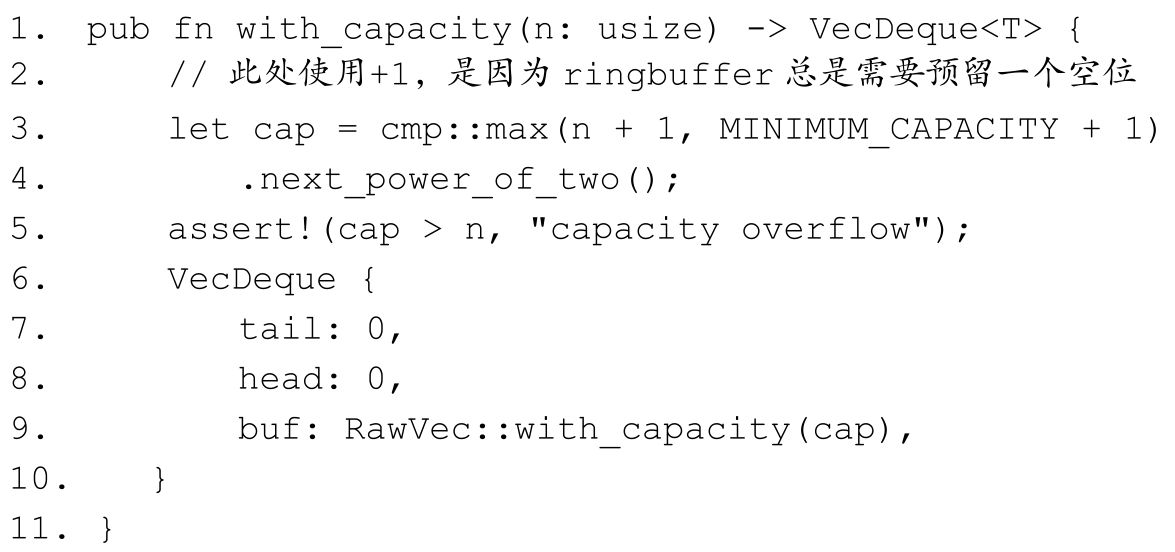 1. pub fn with_capacity(n: usize) -> VecDeque<T> {
2.     // 此处使用+1，是因为 ringbuffer 总是需要预留一个空位
3.     let cap = cmp::max(n + 1, MINIMUM_CAPACITY + 1)
4.         .next_power_of_two();
5.     assert!(cap > n, "capacity overflow");
6.     VecDeque {
7.         tail: 0,
8.         head: 0,
9.         buf: RawVec::with_capacity(cap),
10.    }
11. }